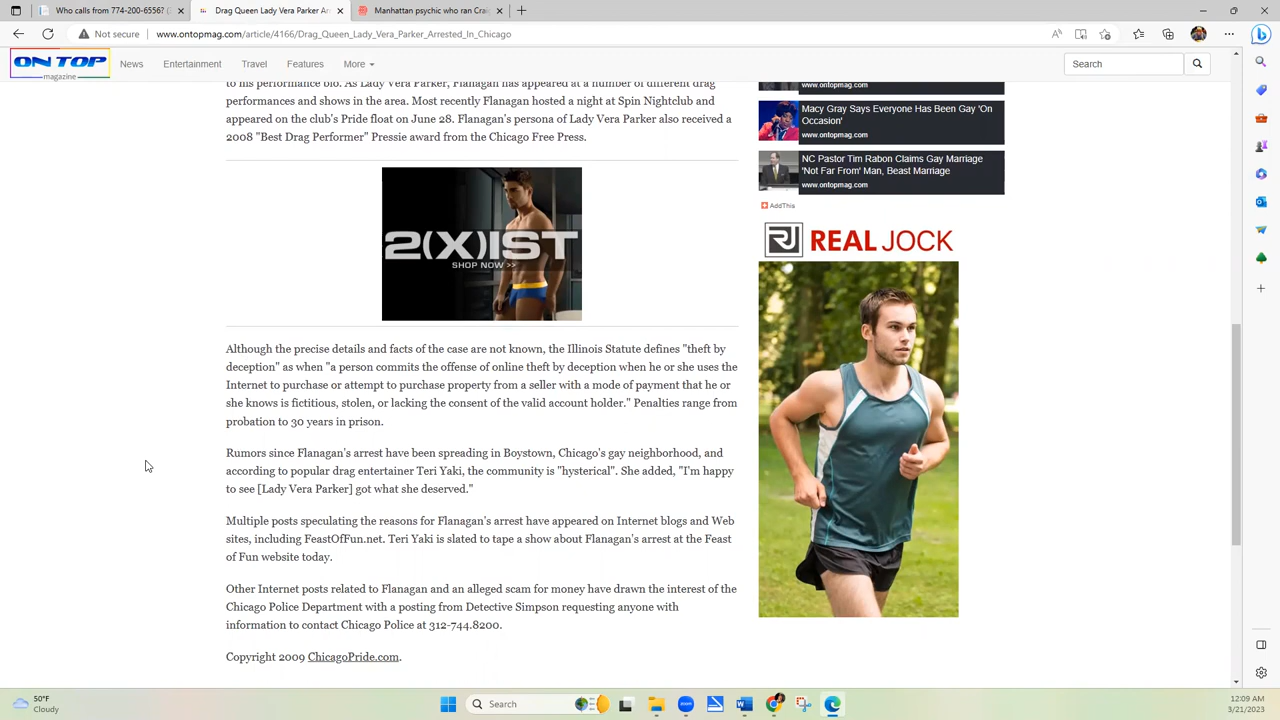 Who calls from 774-200-6556?
Drag Queen Lady Vera Parker Arr
Manhattan psychic who ran Crai
Not secure
www.ontopmag.com/article/4166/Drag_Queen_Lady_Vera_Parker_Arrested_In_Chicago
ON TOP
magazine
News
Entertainment
Travel
Features
More
Search
to his performance bio. As Lady Vera Parker, Flanagan has appeared at a number of different drag
performances and shows in the area. Most recently Flanagan hosted a night at Spin Nightclub and
danced on the club's Pride float on June 28. Flanagan's persona of Lady Vera Parker also received a
2008 "Best Drag Performer" Pressie award from the Chicago Free Press.
www.ontopmag.com
Macy Gray Says Everyone Has Been Gay 'On
Occasion'
www.ontopmag.com
NC Pastor Tim Rabon Claims Gay Marriage
'Not Far From' Man, Beast Marriage
www.ontopmag.com
AddThis
2(X)IST
SHOP NOW >>
RJ REAL JOCK
Although the precise details and facts of the case are not known, the Illinois Statute defines "theft by
deception" as when "a person commits the offense of online theft by deception when he or she uses the
Internet to purchase or attempt to purchase property from a seller with a mode of payment that he or
she knows is fictitious, stolen, or lacking the consent of the valid account holder." Penalties range from
probation to 30 years in prison.
Rumors since Flanagan's arrest have been spreading in Boystown, Chicago's gay neighborhood, and
according to popular drag entertainer Teri Yaki, the community is "hysterical". She added, "I'm happy
to see [Lady Vera Parker] got what she deserved."
Multiple posts speculating the reasons for Flanagan's arrest have appeared on Internet blogs and Web
sites, including FeastOfFun.net. Teri Yaki is slated to tape a show about Flanagan's arrest at the Feast
of Fun website today.
Other Internet posts related to Flanagan and an alleged scam for money have drawn the interest of the
Chicago Police Department with a posting from Detective Simpson requesting anyone with
information to contact Chicago Police at 312-744.8200.
Copyright 2009 ChicagoPride.com.
50°F
Cloudy
Search
zoom
12:09 AM
3/21/2023